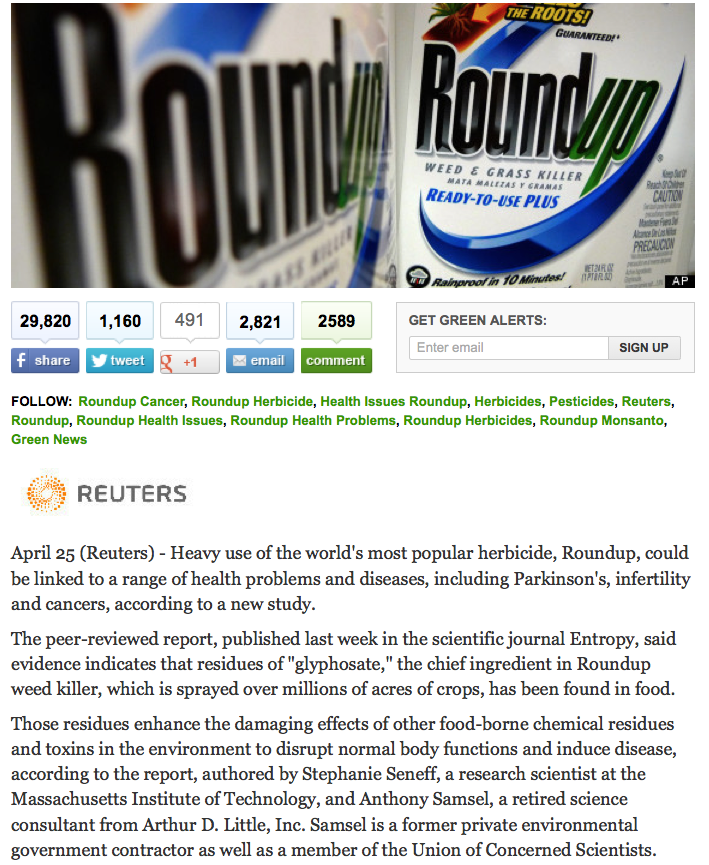 THE ROOTS!
GUARANTEED!
Roundup
Roundup
WEED & GRASS KILLER
MATA MALEZAS Y GRAMAS
READY-TO-USE PLUS
GRASS KILLER
Keep Out Of
Reach Of Children
CAUTION
PRECAUCIÓN
Rainproof in 10 Minutes!
AP
29,820
1,160
491
2,821
2589
share
tweet
+1
email
comment
GET GREEN ALERTS:
Enter email
SIGN UP
FOLLOW: Roundup Cancer, Roundup Herbicide, Health Issues Roundup, Herbicides, Pesticides, Reuters,
Roundup, Roundup Health Issues, Roundup Health Problems, Roundup Herbicides, Roundup Monsanto,
Green News
REUTERS
April 25 (Reuters) - Heavy use of the world's most popular herbicide, Roundup, could
be linked to a range of health problems and diseases, including Parkinson's, infertility
and cancers, according to a new study.
The peer-reviewed report, published last week in the scientific journal Entropy, said
evidence indicates that residues of "glyphosate," the chief ingredient in Roundup
weed killer, which is sprayed over millions of acres of crops, has been found in food.
Those residues enhance the damaging effects of other food-borne chemical residues
and toxins in the environment to disrupt normal body functions and induce disease,
according to the report, authored by Stephanie Seneff, a research scientist at the
Massachusetts Institute of Technology, and Anthony Samsel, a retired science
consultant from Arthur D. Little, Inc. Samsel is a former private environmental
government contractor as well as a member of the Union of Concerned Scientists.